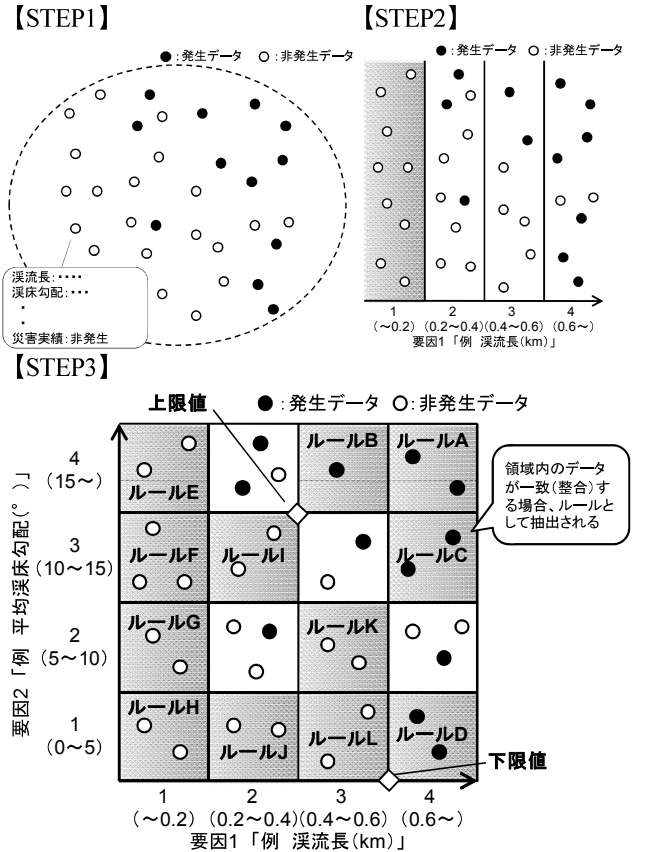 【STEP1】
●:発生データ ○:非発生データ
渓流長:・・・・
渓床勾配:・・・
・
・
災害実績:非発生
【STEP2】
●:発生データ ○:非発生データ
1 2 3 4
(~0.2) (0.2~0.4)(0.4~0.6) (0.6~)
要因1「例 渓流長(km)」
【STEP3】
●:発生データ ○:非発生データ
上限値
要因2「例 平均渓床勾配(°)」
4
(15~)
ルールE
ルールB
ルールA
領域内のデータ
が一致(整合)す
る場合、ルールと
して抽出される
3
(10~15)
ルールF
ルールI
ルールC
2
(5~10)
ルールG
ルールK
1
(0~5)
ルールH
ルールJ
ルールL
ルールD
下限値
1 2 3 4
(~0.2) (0.2~0.4)(0.4~0.6) (0.6~)
要因1「例 渓流長(km)」